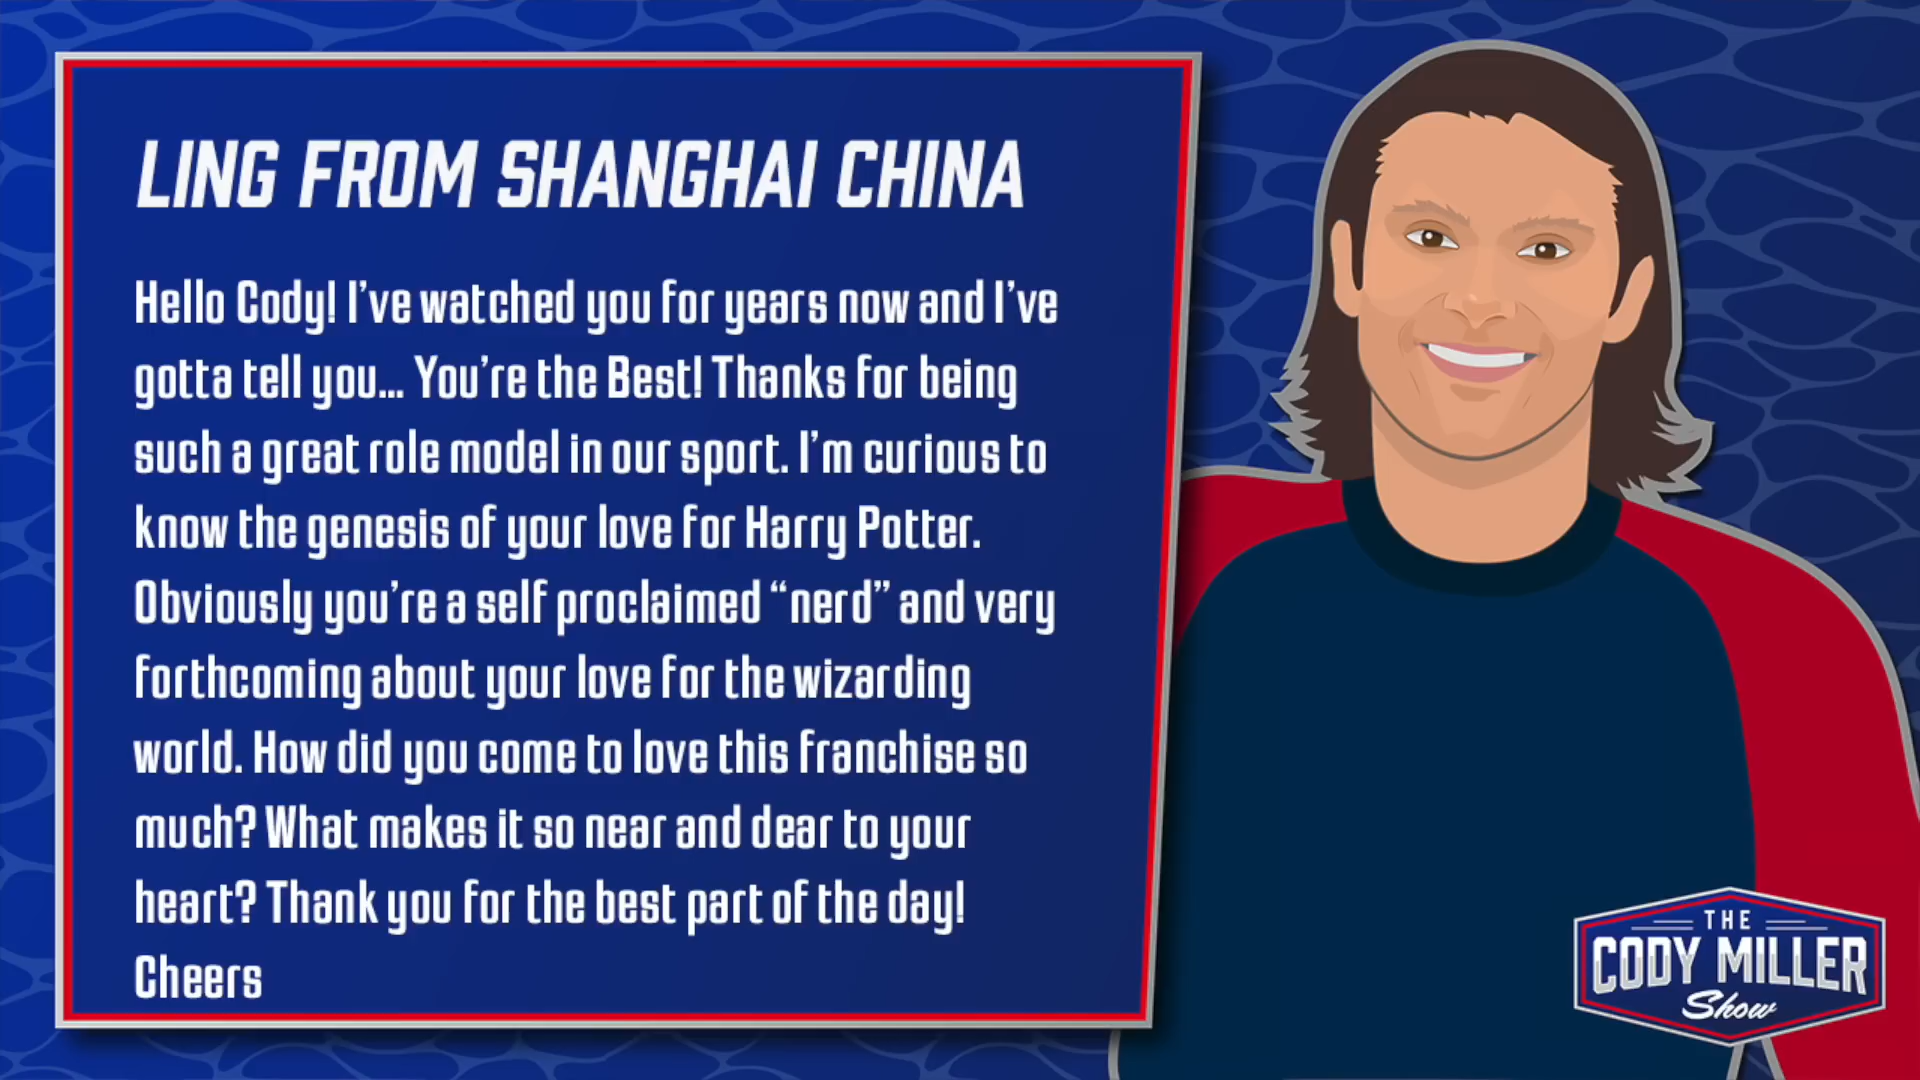 LING FROM SHANGHAI CHINA
Hello Cody! I've watched you for years now and I've
gotta tell you... You're the Best! Thanks for being
such a great role model in our sport. I'm curious to
know the genesis of your love for Harry Potter.
Obviously you're a self proclaimed “nerd” and very
forthcoming about your love for the wizarding
world. How did you come to love this franchise so
much? What makes it so near and dear to your
heart? Thank you for the best part of the day!
Cheers
THE
CODY MILLER
Show